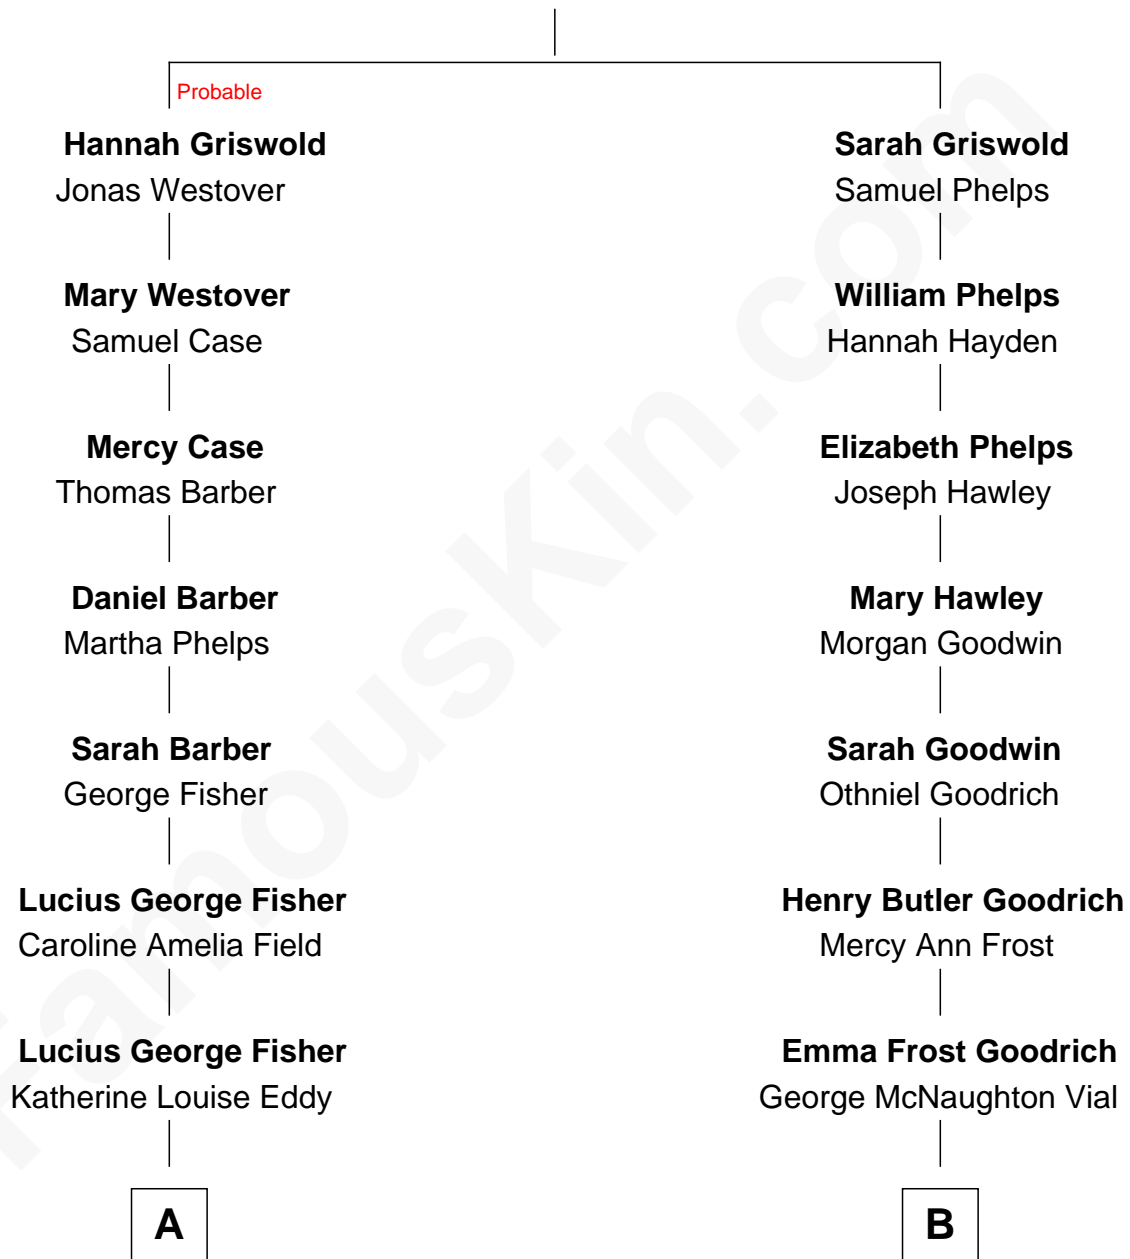 Probable
Hannah Griswold
Jonas Westover
Mary Westover
Samuel Case
Mercy Case
Thomas Barber
Daniel Barber
Martha Phelps
Sarah Barber
George Fisher
Lucius George Fisher
Caroline Amelia Field
Lucius George Fisher
Katherine Louise Eddy
A
Sarah Griswold
Samuel Phelps
William Phelps
Hannah Hayden
Elizabeth Phelps
Joseph Hawley
Mary Hawley
Morgan Goodwin
Sarah Goodwin
Othniel Goodrich
Henry Butler Goodrich
Mercy Ann Frost
Emma Frost Goodrich
George McNaughton Vial
B
FamousKin.com